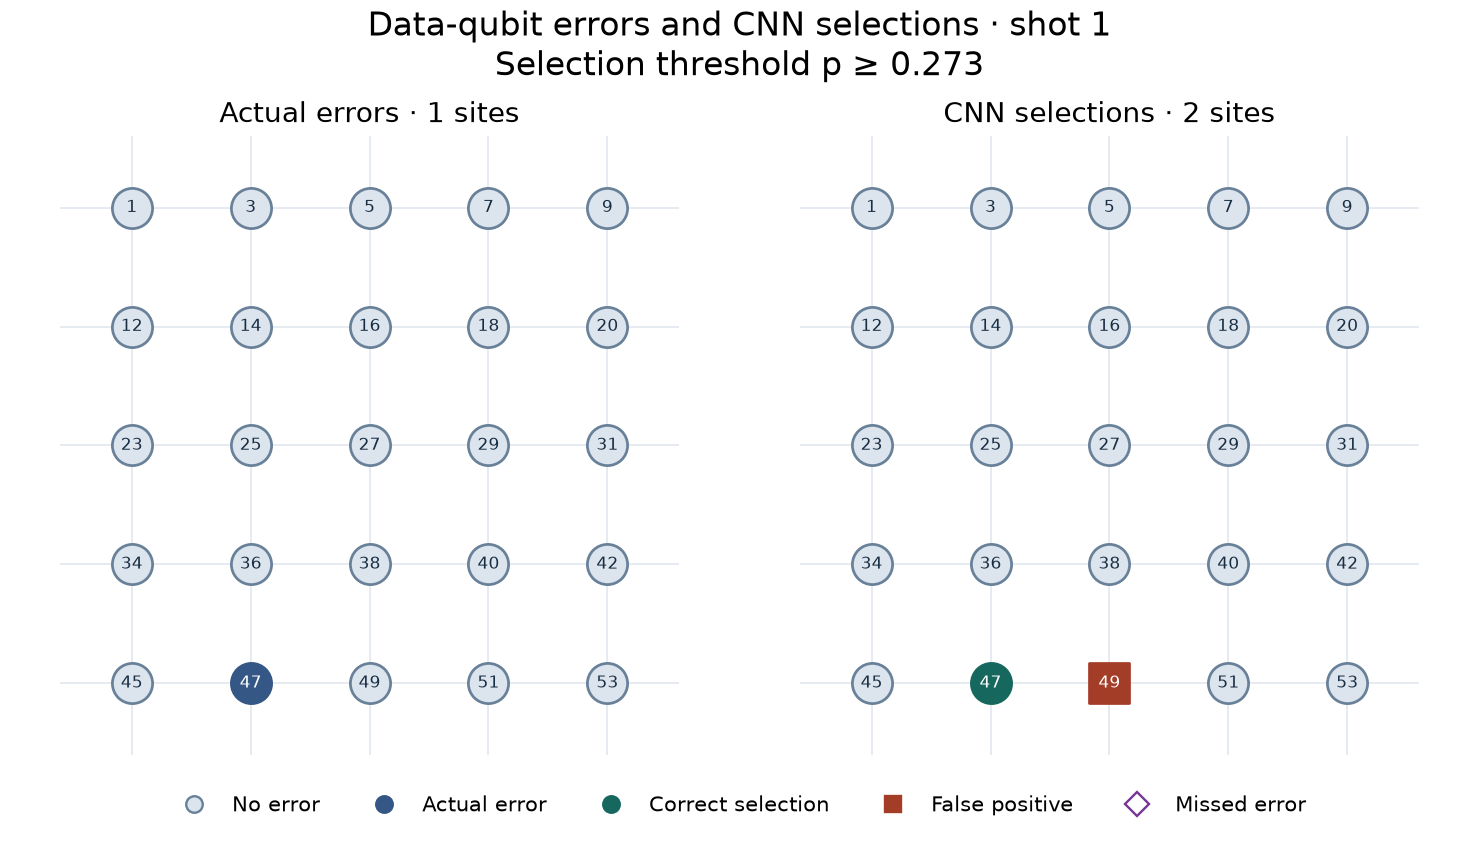 Data-qubit errors and CNN selections · shot 1
Selection threshold p ≥ 0.273
Actual errors · 1 sites
1 3 5 7 9
12 14 16 18 20
23 25 27 29 31
34 36 38 40 42
45 47 49 51 53
CNN selections · 2 sites
1 3 5 7 9
12 14 16 18 20
23 25 27 29 31
34 36 38 40 42
45 47 49 51 53
No error Actual error Correct selection False positive Missed error